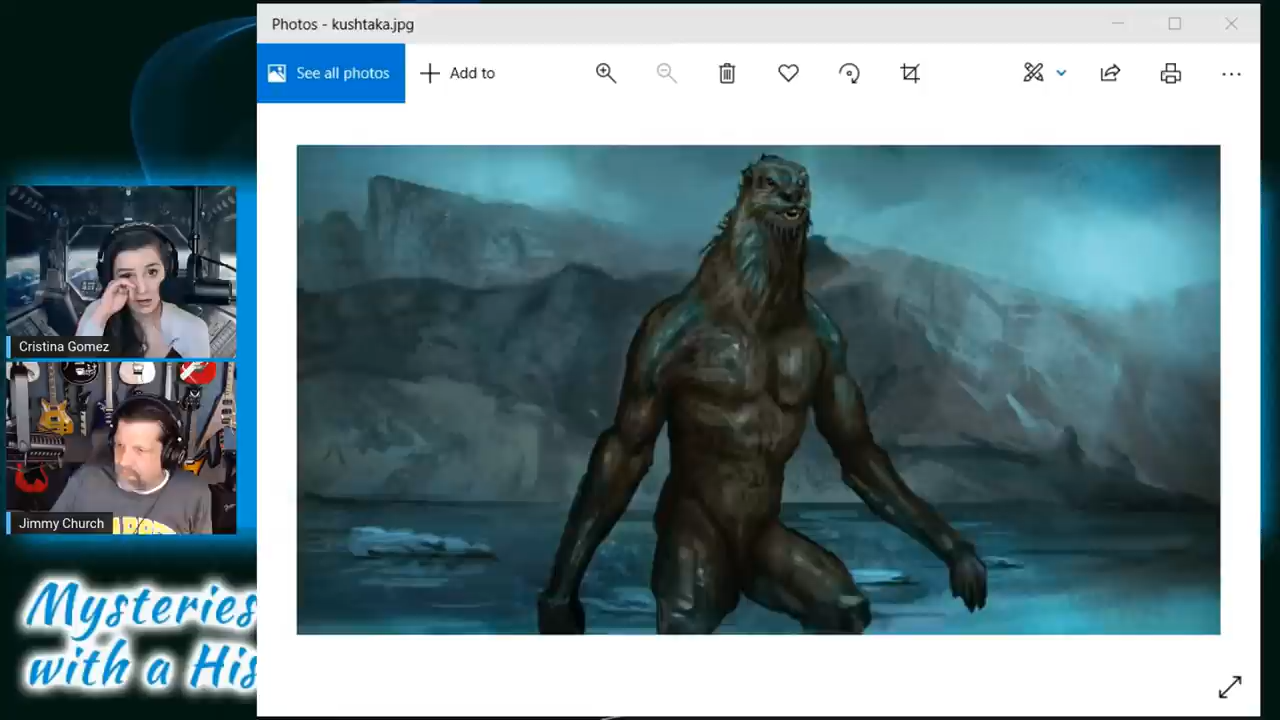 Photos - kushtaka.jpg
See all photos
Add to
Cristina Gomez
Jimmy Church
Mysteries
with a His